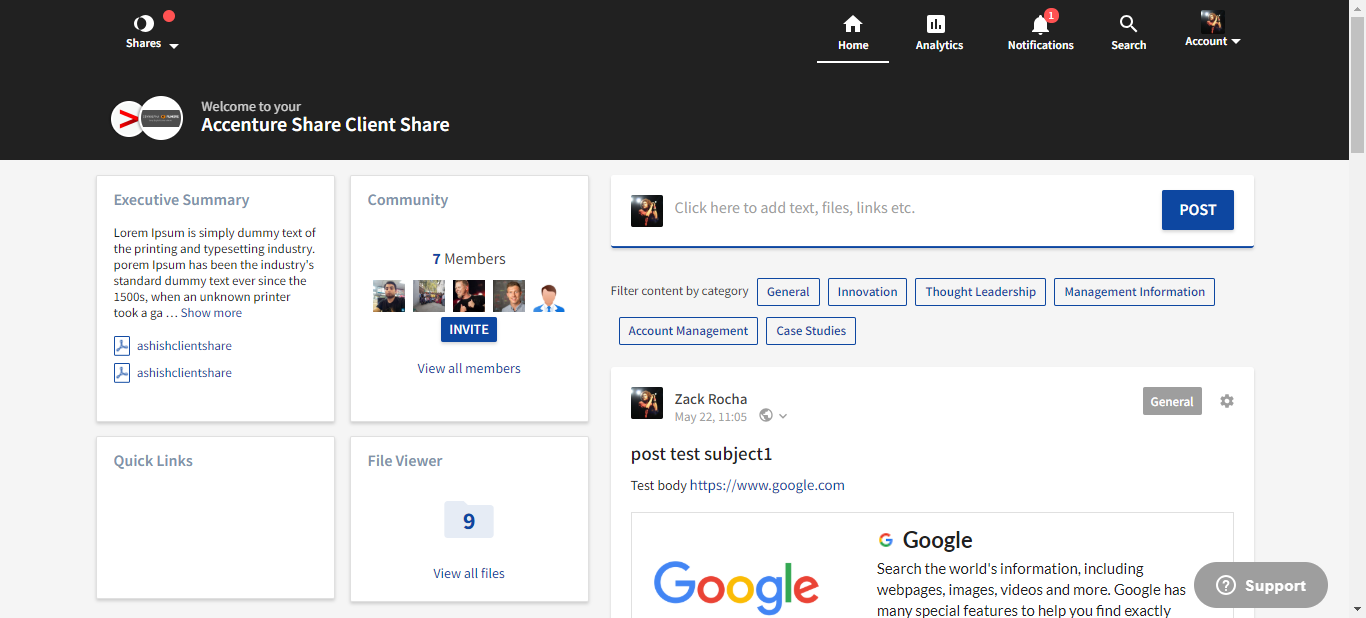 Shares
Home
Analytics
1
Notifications
Search
Account
Welcome to your
Accenture Share Client Share
Executive Summary
Lorem Ipsum is simply dummy text of
the printing and typesetting industry.
porem Ipsum has been the industry's
standard dummy text ever since the
1500s, when an unknown printer
took a ga ... Show more
ashishclientshare
ashishclientshare
Community
7 Members
INVITE
View all members
Quick Links
File Viewer
9
View all files
Click here to add text, files, links etc.
POST
Filter content by category
General
Innovation
Thought Leadership
Management Information
Account Management
Case Studies
Zack Rocha
May 22, 11:05
General
post test subject1
Test body https://www.google.com
Google
Google
Search the world's information, including
webpages, images, videos and more. Google has
many special features to help you find exactly
Support